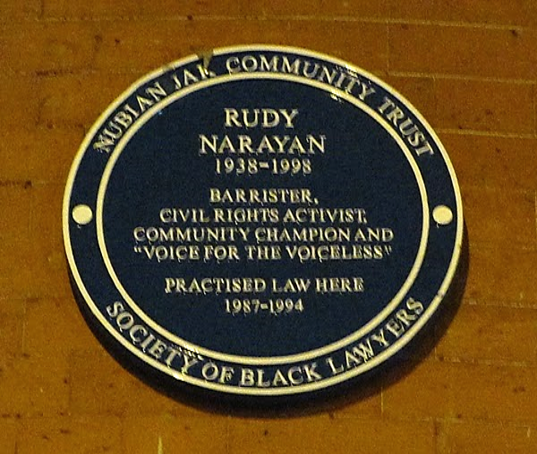 NUBIAN JAK COMMUNITY TRUST
RUDY
NARAYAN
1938-1998
BARRISTER,
CIVIL RIGHTS ACTIVIST,
COMMUNITY CHAMPION AND
"VOICE FOR THE VOICELESS"
PRACTISED LAW HERE
1987-1994
SOCIETY OF BLACK LAWYERS